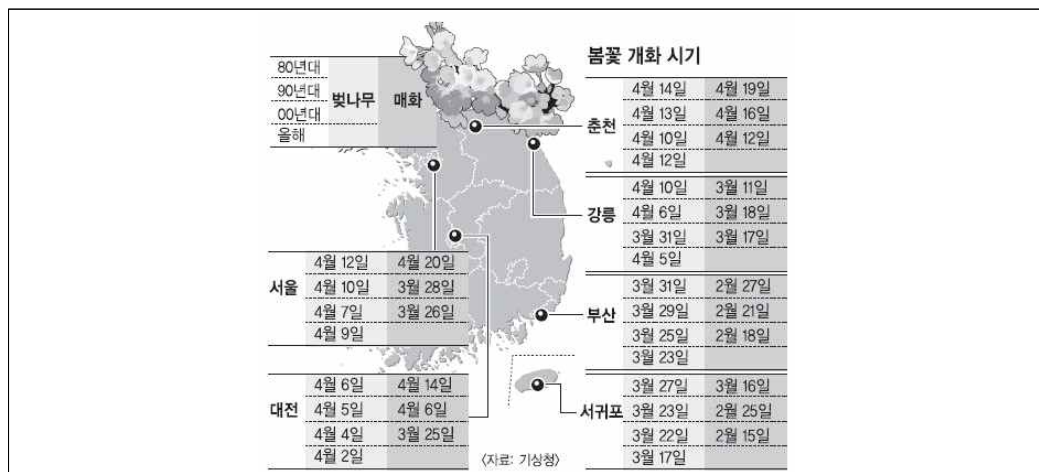 봄꽃 개화 시기
80년대
90년대 벚나무 매화
00년대
올해
춘천
4월 14일 4월 19일
4월 13일 4월 16일
4월 10일 4월 12일
4월 12일
강릉
4월 10일 3월 11일
4월 6일 3월 18일
3월 31일 3월 17일
4월 5일
서울
4월 12일 4월 20일
4월 10일 3월 28일
4월 7일 3월 26일
4월 9일
부산
3월 31일 2월 27일
3월 29일 2월 21일
3월 25일 2월 18일
3월 23일
대전
4월 6일 4월 14일
4월 5일 4월 6일
4월 4일 3월 25일
4월 2일
서귀포
3월 27일 3월 16일
3월 23일 2월 25일
3월 22일 2월 15일
3월 17일
〈자료: 기상청〉